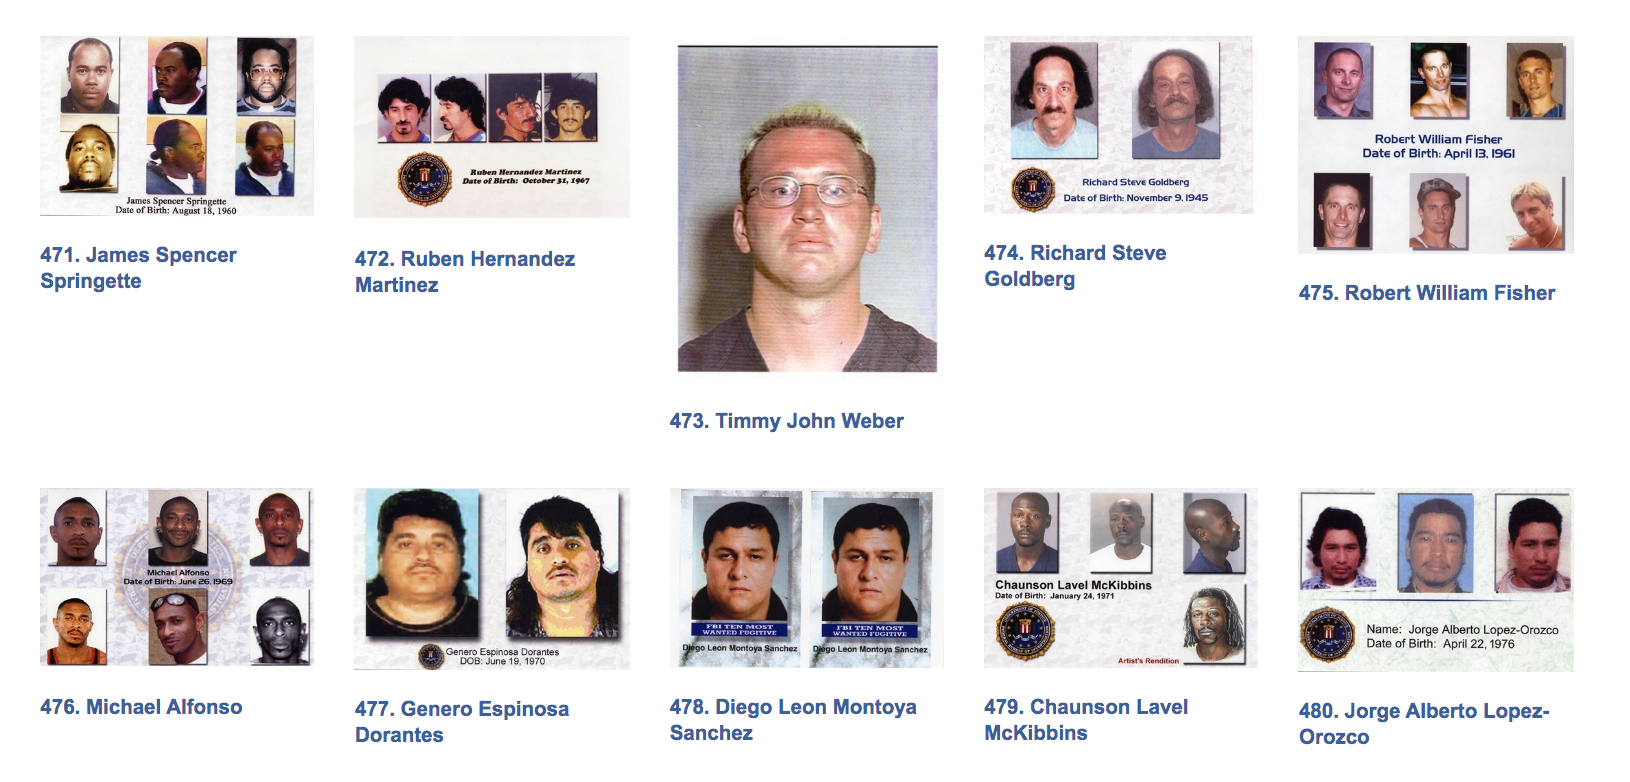 James Spencer Springette
Date of Birth: August 18, 1960
471. James Spencer
Springette
Ruben Hernandez Martinez
Date of Birth: October 31, 1967
472. Ruben Hernandez
Martinez
473. Timmy John Weber
Richard Steve Goldberg
Date of Birth: November 9, 1945
474. Richard Steve
Goldberg
Robert William Fisher
Date of Birth: April 13, 1961
475. Robert William Fisher
Michael Alfonso
Date of Birth: June 26, 1969
476. Michael Alfonso
Genero Espinosa Dorantes
DOB: June 19, 1970
477. Genero Espinosa
Dorantes
FBI TEN MOST
WANTED FUGITIVE
Diego Leon Montoya Sanchez
FBI TEN MOST
WANTED FUGITIVE
Diego Leon Montoya Sanchez
478. Diego Leon Montoya
Sanchez
Chaunson Lavel McKibbins
Date of Birth: January 24, 1971
Artist's Rendition
479. Chaunson Lavel
McKibbins
Name: Jorge Alberto Lopez-Orozco
Date of Birth: April 22, 1976
480. Jorge Alberto Lopez-
Orozco